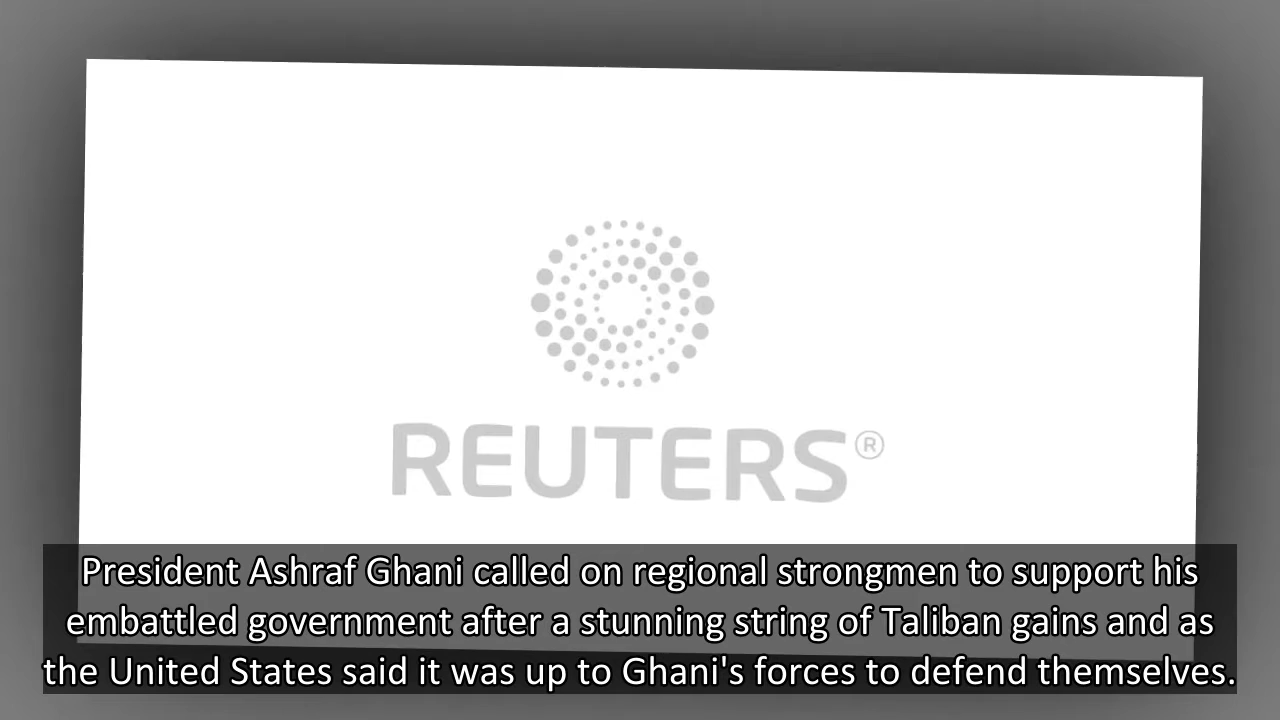 REUTERS®
President Ashraf Ghani called on regional strongmen to support his
embattled government after a stunning string of Taliban gains and as
the United States said it was up to Ghani's forces to defend themselves.